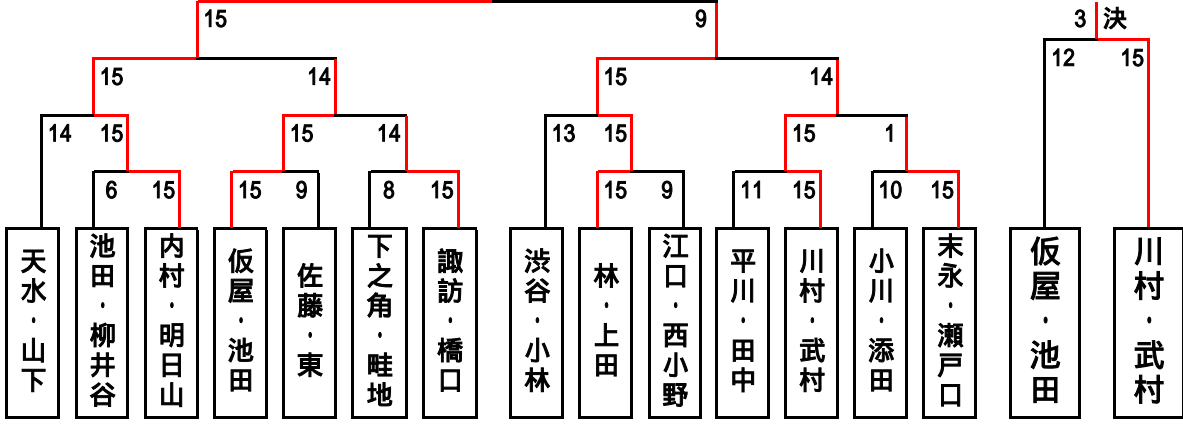 15 9 3 決
15 14 15 14 12 15
14 15 15 14 13 15 15 1
6 15 15 9 8 15 15 9 11 15 10 15
天水・山下
池田・柳井谷
内村・明日山
仮屋・池田
佐藤・東
下之角・畦地
諏訪・橋口
渋谷・小林
林・上田
江口・西小野
平川・田中
川村・武村
小川・添田
末永・瀬戸口
仮屋・池田
川村・武村